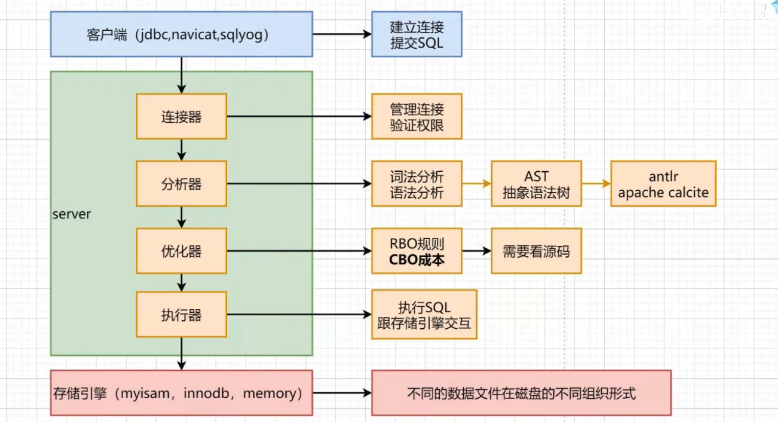 客户端（jdbc,navicat,sqlyog）
建立连接
提交SQL
server
连接器
管理连接
验证权限
分析器
词法分析
语法分析
AST
抽象语法树
antlr
apache calcite
优化器
RBO规则
CBO成本
需要看源码
执行器
执行SQL
跟存储引擎交互
存储引擎（myisam，innodb，memory）
不同的数据文件在磁盘的不同组织形式